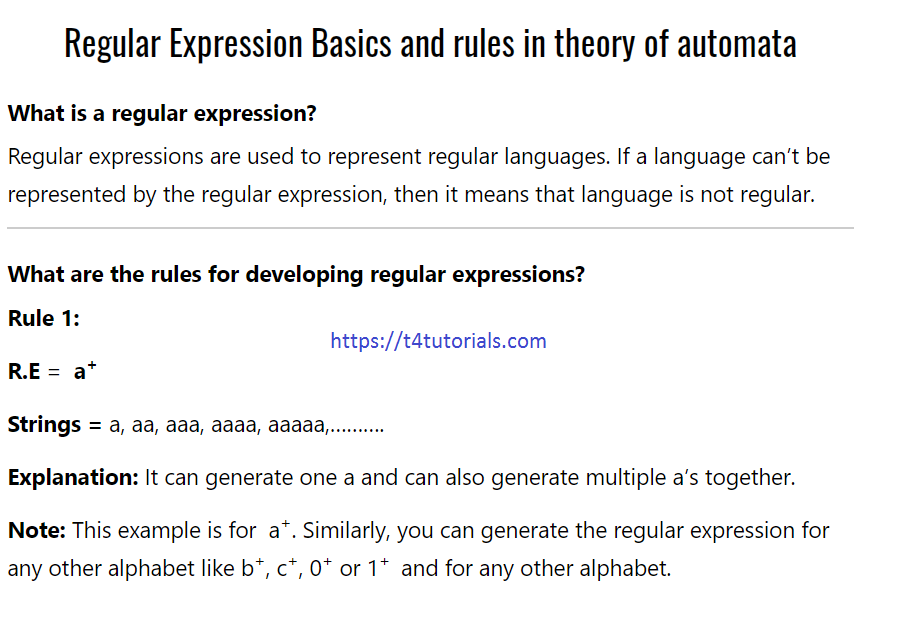 Regular Expression Basics and rules in theory of automata
What is a regular expression?
Regular expressions are used to represent regular languages. If a language can’t be
represented by the regular expression, then it means that language is not regular.
What are the rules for developing regular expressions?
Rule 1:
https://t4tutorials.com
R.E = a⁺
Strings = a, aa, aaa, aaaa, aaaaa,..........
Explanation: It can generate one a and can also generate multiple a’s together.
Note: This example is for a⁺. Similarly, you can generate the regular expression for
any other alphabet like b⁺, c⁺, 0⁺ or 1⁺ and for any other alphabet.